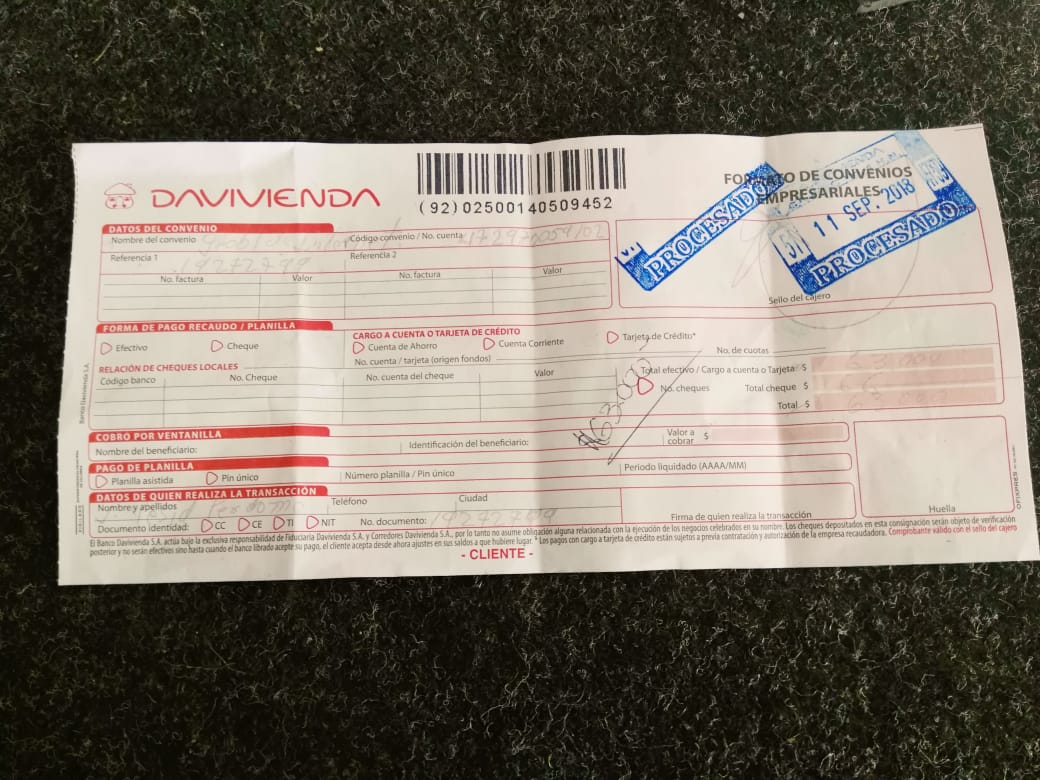 DAVIVIENDA
(92)02500140509452
FORMATO DE CONVENIOS
EMPRESARIALES
PROCESADO
11 SEP. 2018
PROCESADO
DATOS DEL CONVENIO
Nombre del convenio
Código convenio / No. cuenta
Referencia 1
Referencia 2
No. factura Valor No. factura Valor
Sello del cajero
FORMA DE PAGO RECAUDO / PLANILLA
Efectivo Cheque
CARGO A CUENTA O TARJETA DE CRÉDITO
Cuenta de Ahorro Cuenta Corriente Tarjeta de Crédito*
No. cuenta / tarjeta (origen fondos) No. de cuotas
RELACIÓN DE CHEQUES LOCALES
Código banco No. Cheque No. cuenta del cheque Valor
Total efectivo / Cargo a cuenta o Tarjeta $
No. cheques Total cheque $
Total $
63.000
COBRO POR VENTANILLA
Nombre del beneficiario: Identificación del beneficiario: Valor a cobrar $
PAGO DE PLANILLA
Planilla asistida Pin único Número planilla / Pin único Periodo liquidado (AAAA/MM)
DATOS DE QUIEN REALIZA LA TRANSACCIÓN
Nombre y apellidos Teléfono Ciudad
Documento identidad: CC CE TI NIT No. documento:
Firma de quien realiza la transacción
Huella
El Banco Davivienda S.A. actúa bajo la exclusiva responsabilidad de Fiduciaria Davivienda S.A., y Corredores Davivienda S.A., por lo tanto no asume obligación alguna relacionada con la ejecución de los negocios celebrados en su nombre. Los cheques depositados en esta consignación serán objeto de verificación
posterior y no serán efectivos sino hasta cuando el banco librado acepte su pago, el cliente acepta desde ahora ajustes en sus saldos a que hubiere lugar. * Los pagos con cargo a tarjeta de crédito están sujetos a previa contratación y autorización de la empresa recaudadora. Comprobante válido con el sello del cajero
- CLIENTE -
Banco Davivienda S.A.
OFIXPRES